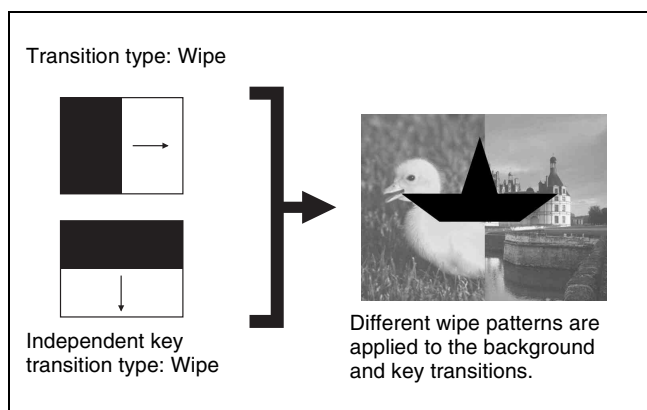 Transition type: Wipe
Independent key
transition type: Wipe
Different wipe patterns are
applied to the background
and key transitions.